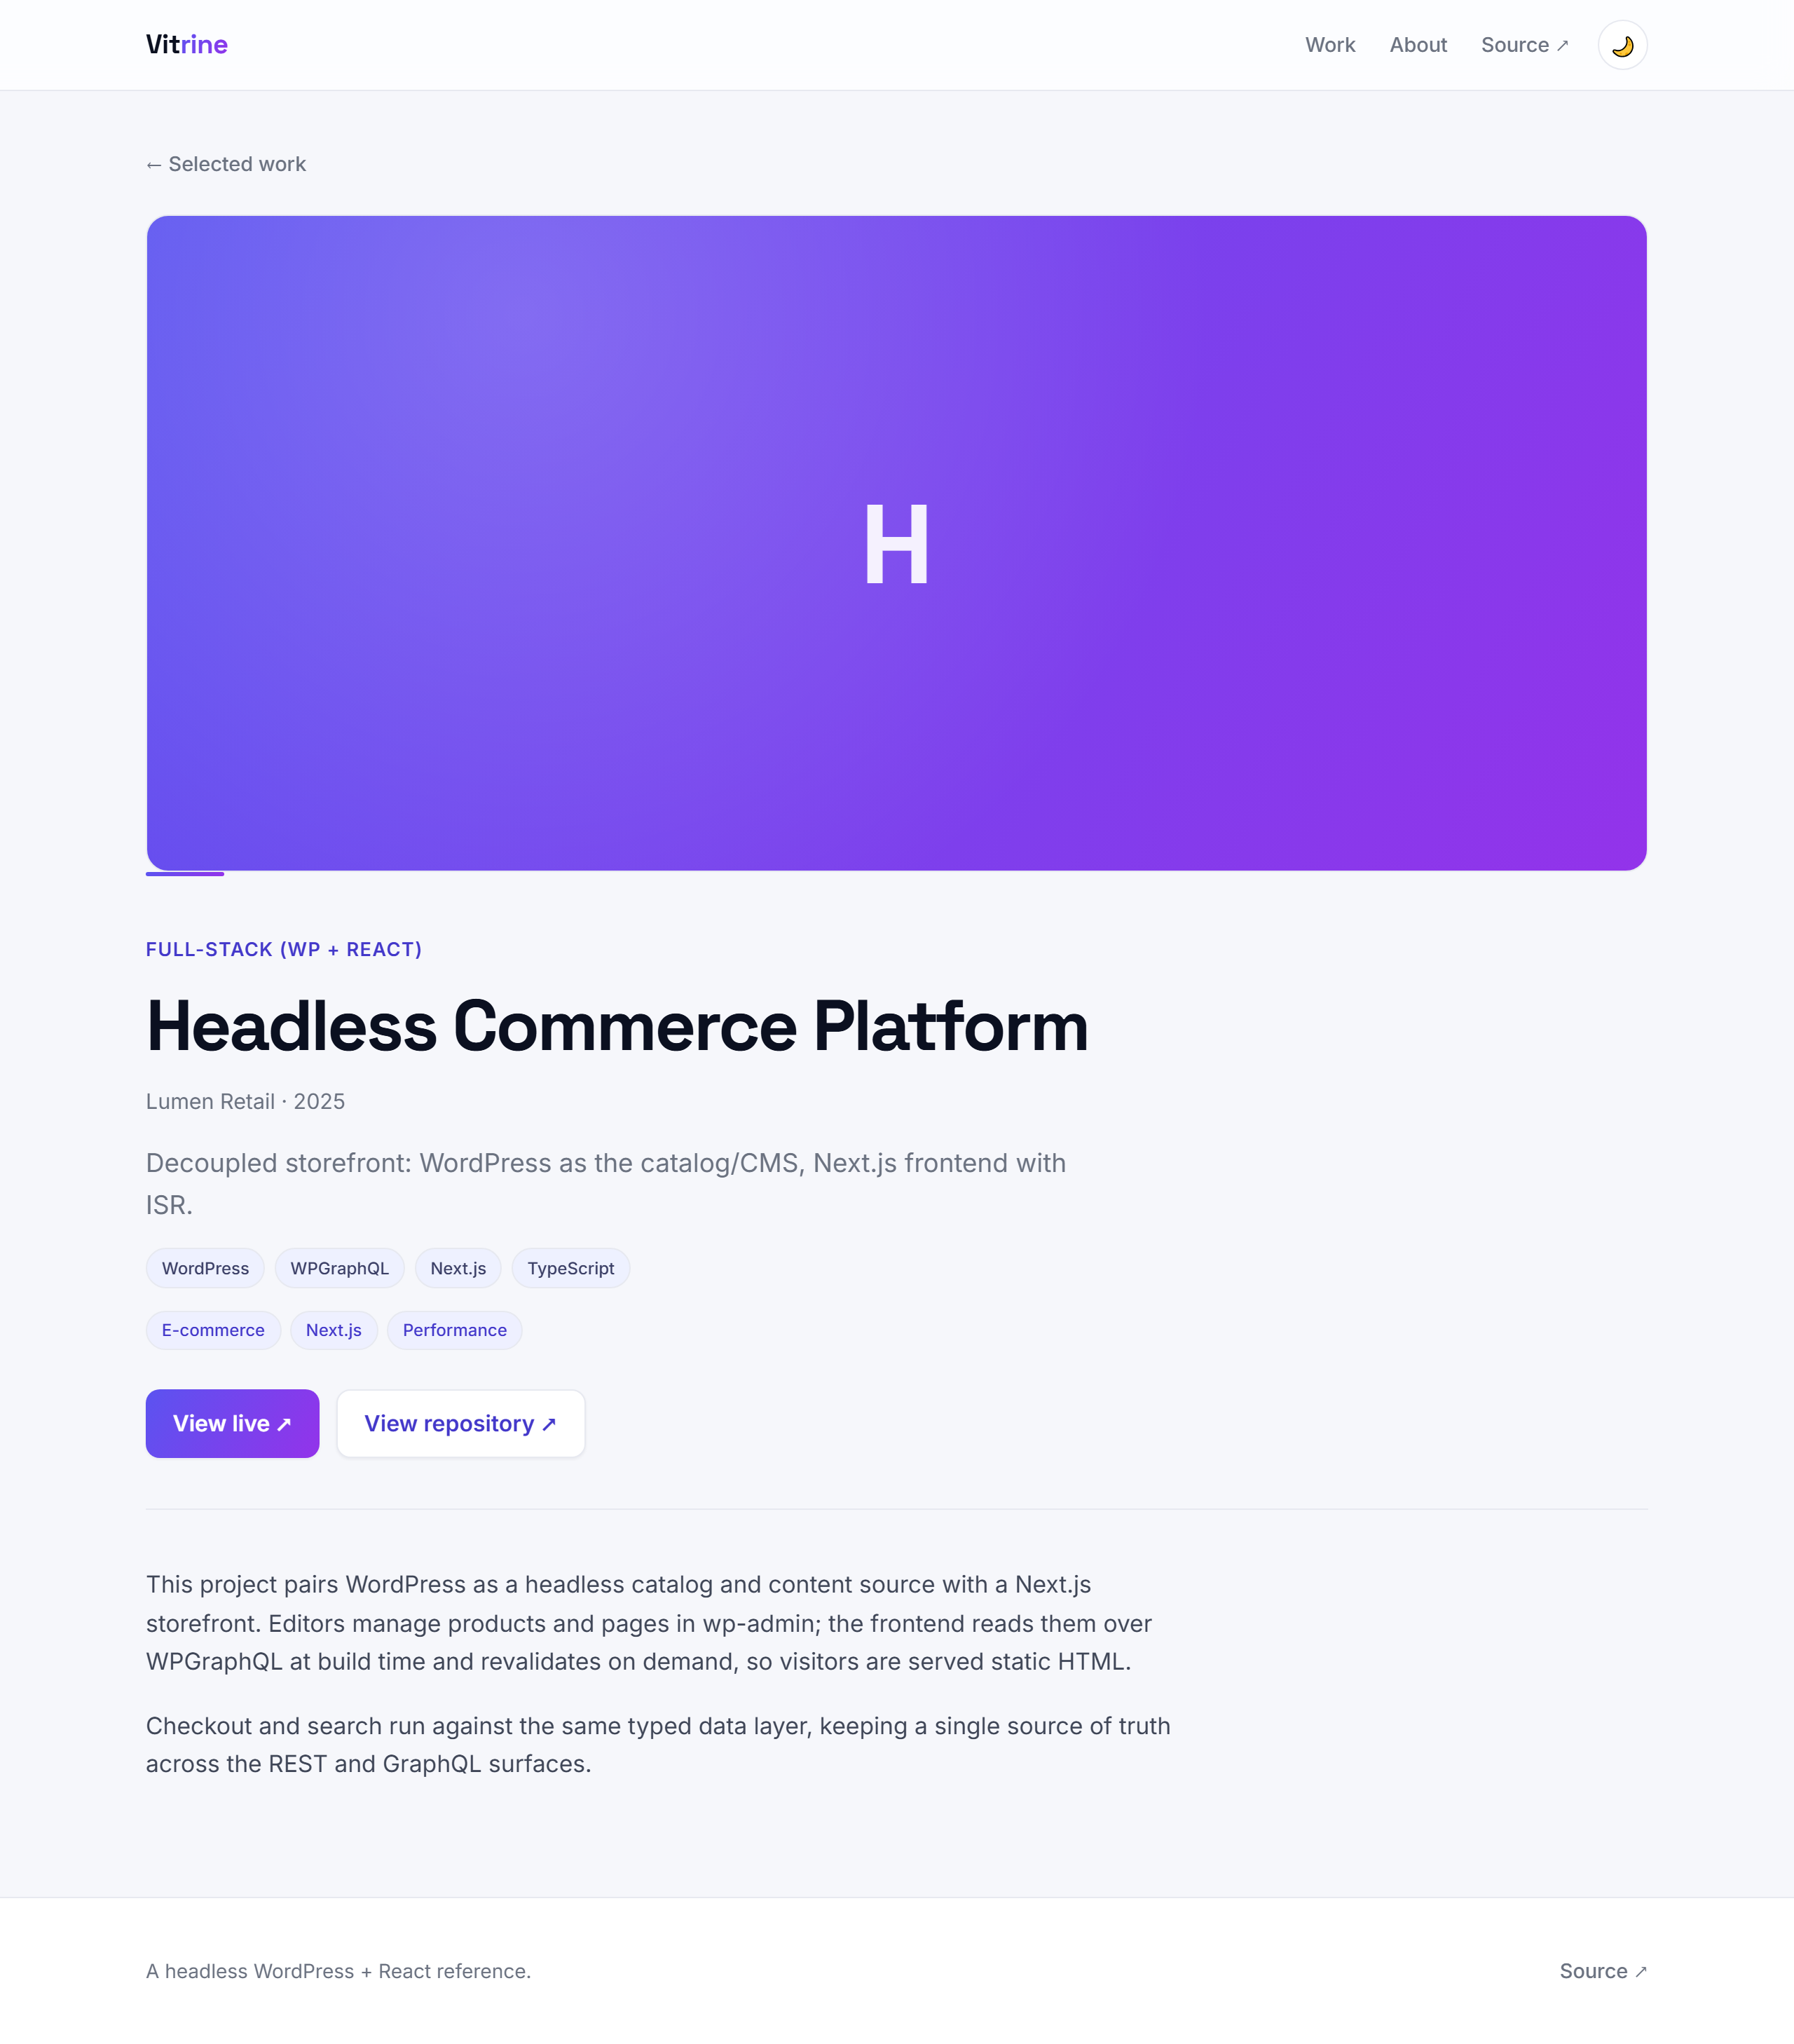 Vitrine
Work About Source ↗
← Selected work
H
FULL-STACK (WP + REACT)
Headless Commerce Platform
Lumen Retail · 2025
Decoupled storefront: WordPress as the catalog/CMS, Next.js frontend with
ISR.
WordPress WPGraphQL Next.js TypeScript
E-commerce Next.js Performance
View live ↗ View repository ↗
This project pairs WordPress as a headless catalog and content source with a Next.js
storefront. Editors manage products and pages in wp-admin; the frontend reads them over
WPGraphQL at build time and revalidates on demand, so visitors are served static HTML.
Checkout and search run against the same typed data layer, keeping a single source of truth
across the REST and GraphQL surfaces.
A headless WordPress + React reference.
Source ↗